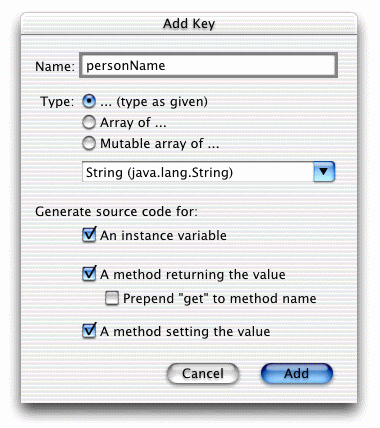 Add Key
Name: personName
Type: ... (type as given)
Array of ...
Mutable array of ...
String (java.lang.String)
Generate source code for:
An instance variable
A method returning the value
Prepend "get" to method name
A method setting the value
Cancel Add